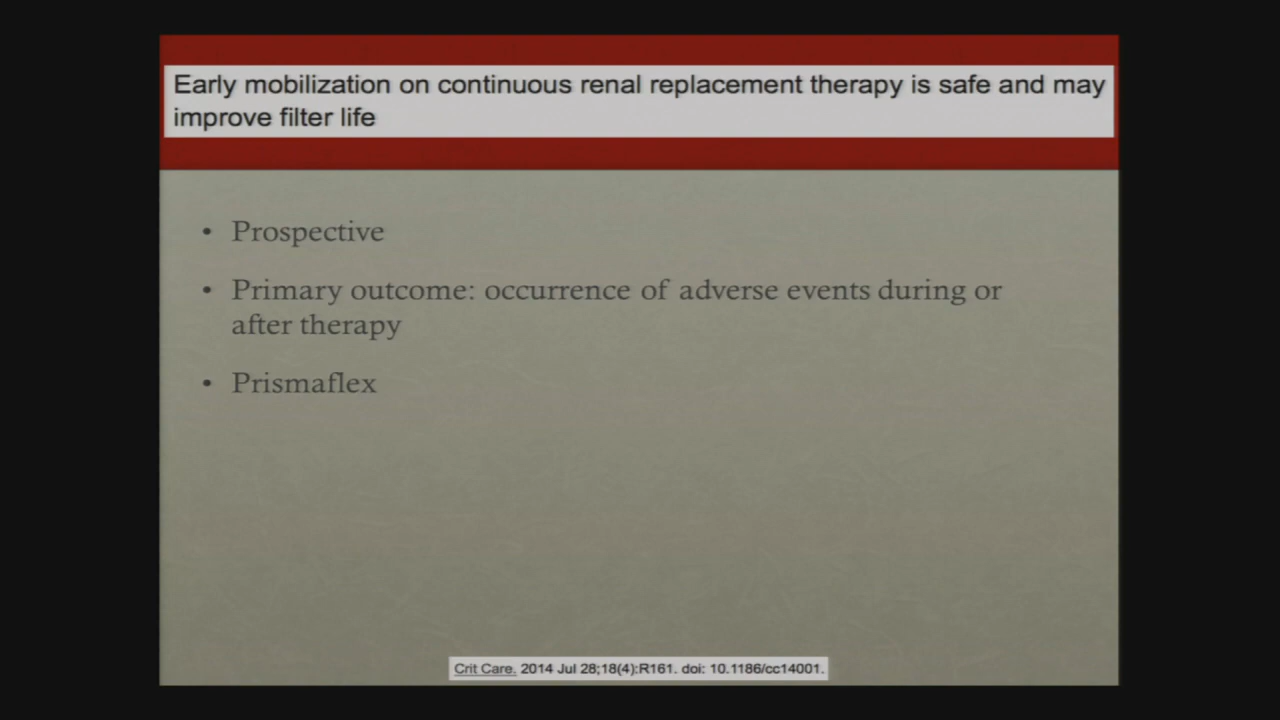 Early mobilization on continuous renal replacement therapy is safe and may
improve filter life
• Prospective
• Primary outcome: occurrence of adverse events during or
after therapy
• Prismaflex
Crit Care. 2014 Jul 28;18(4):R161. doi: 10.1186/cc14001.